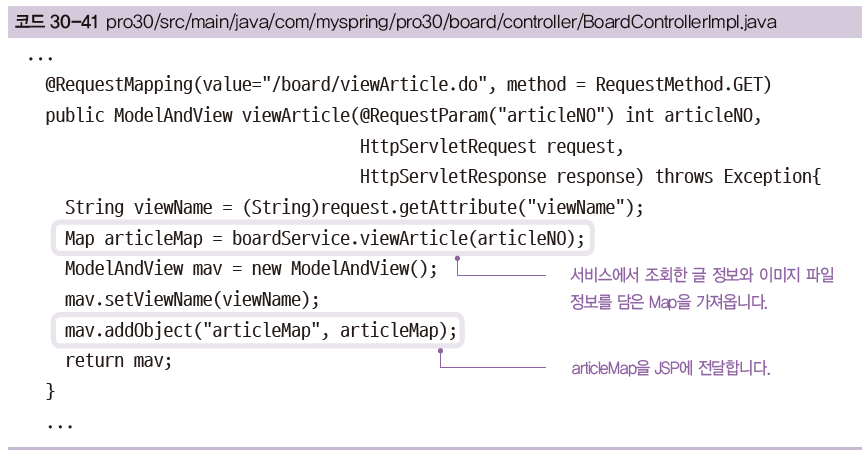 코드 30-41 pro30/src/main/java/com/myspring/pro30/board/controller/BoardControllerImpl.java
...
@RequestMapping(value="/board/viewArticle.do", method = RequestMethod.GET)
public ModelAndView viewArticle(@RequestParam("articleNO") int articleNO,
HttpServletRequest request,
HttpServletResponse response) throws Exception{
String viewName = (String)request.getAttribute("viewName");
Map articleMap = boardService.viewArticle(articleNO);
ModelAndView mav = new ModelAndView();
서비스에서 조회한 글 정보와 이미지 파일
정보를 담은 Map을 가져옵니다.
mav.setViewName(viewName);
mav.addObject("articleMap", articleMap);
return mav;
articleMap을 JSP에 전달합니다.
}
...